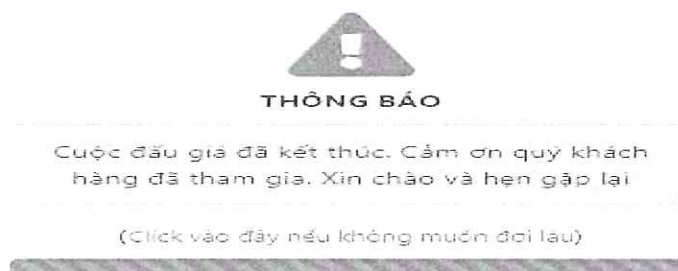 THÔNG BÁO
Cuộc đấu giá đã kết thúc. Cảm ơn quý khách
hàng đã tham gia. Xin chào và hẹn gặp lại
(Click vào đây nếu không muốn đợi lâu)